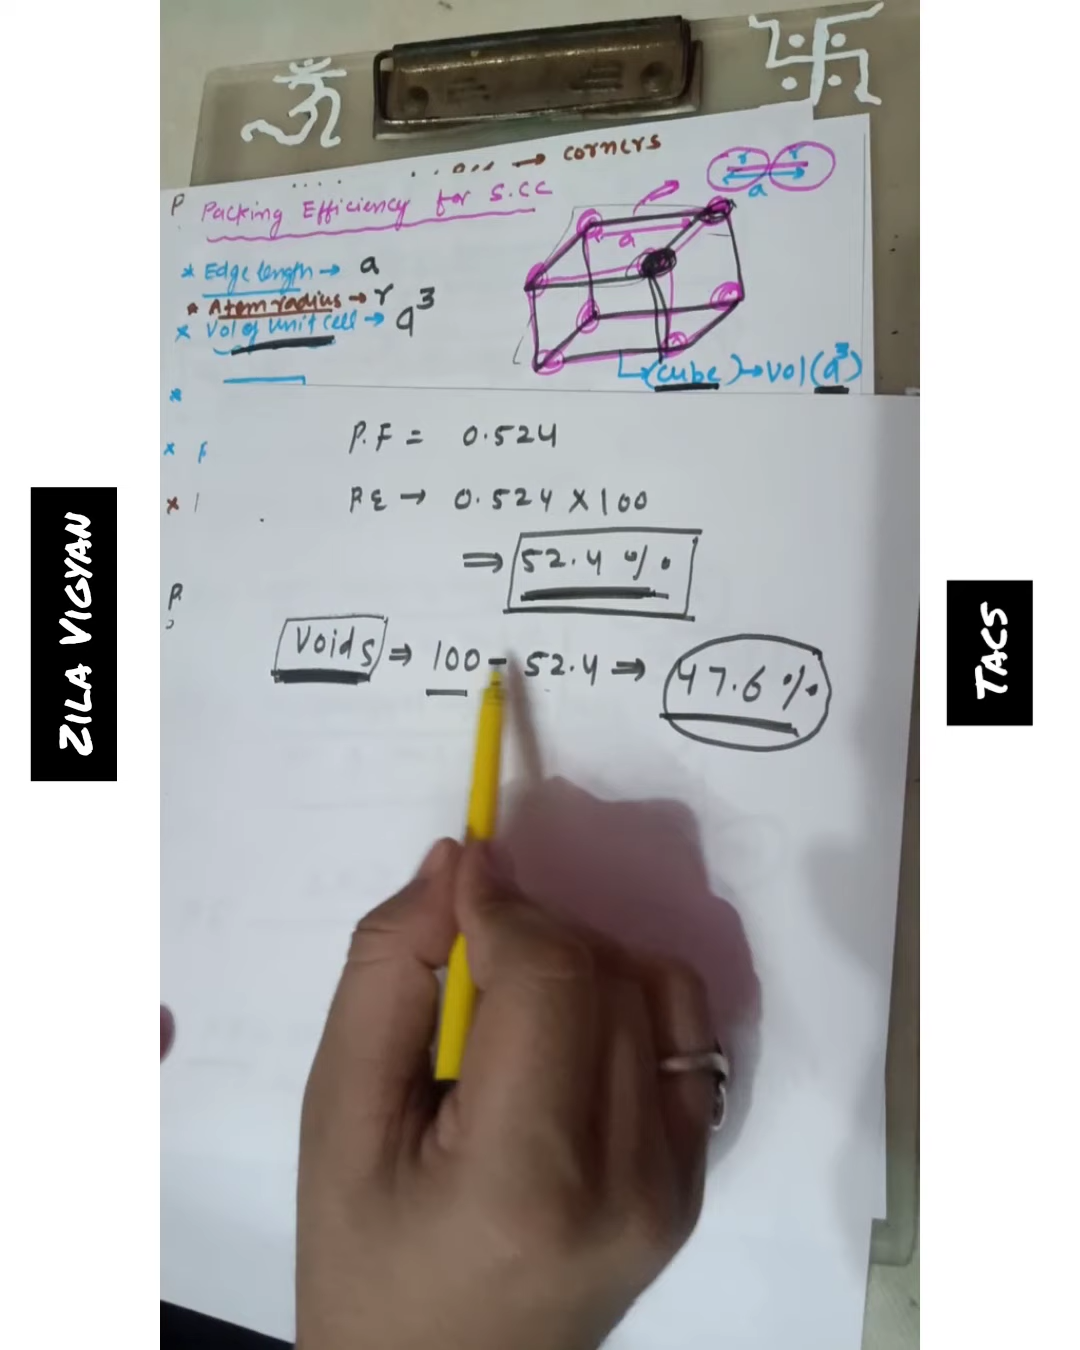 ॐ
卐
→ corners
P Packing Efficiency for S.CC
r r
a
a
* Edge length → a
* Atom radius → r
* Vol of Unit cell → a³
(cube) → Vol (a³)
*
*
*
P.F = 0.524
P.E → 0.524 X 100
⇒ 52.4 %
P.
Voids ⇒ 100 - 52.4 ⇒ 47.6 %
ZILA VIGYAN
TACS